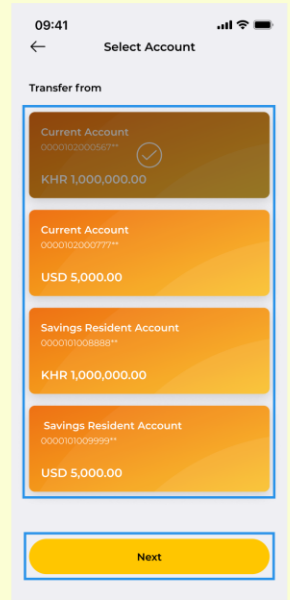 09:41
Select Account
Transfer from
Current Account
0000102000567**
KHR 1,000,000.00
Current Account
0000102000777**
USD 5,000.00
Savings Resident Account
0000101008888**
KHR 1,000,000.00
Savings Resident Account
0000101009999**
USD 5,000.00
Next